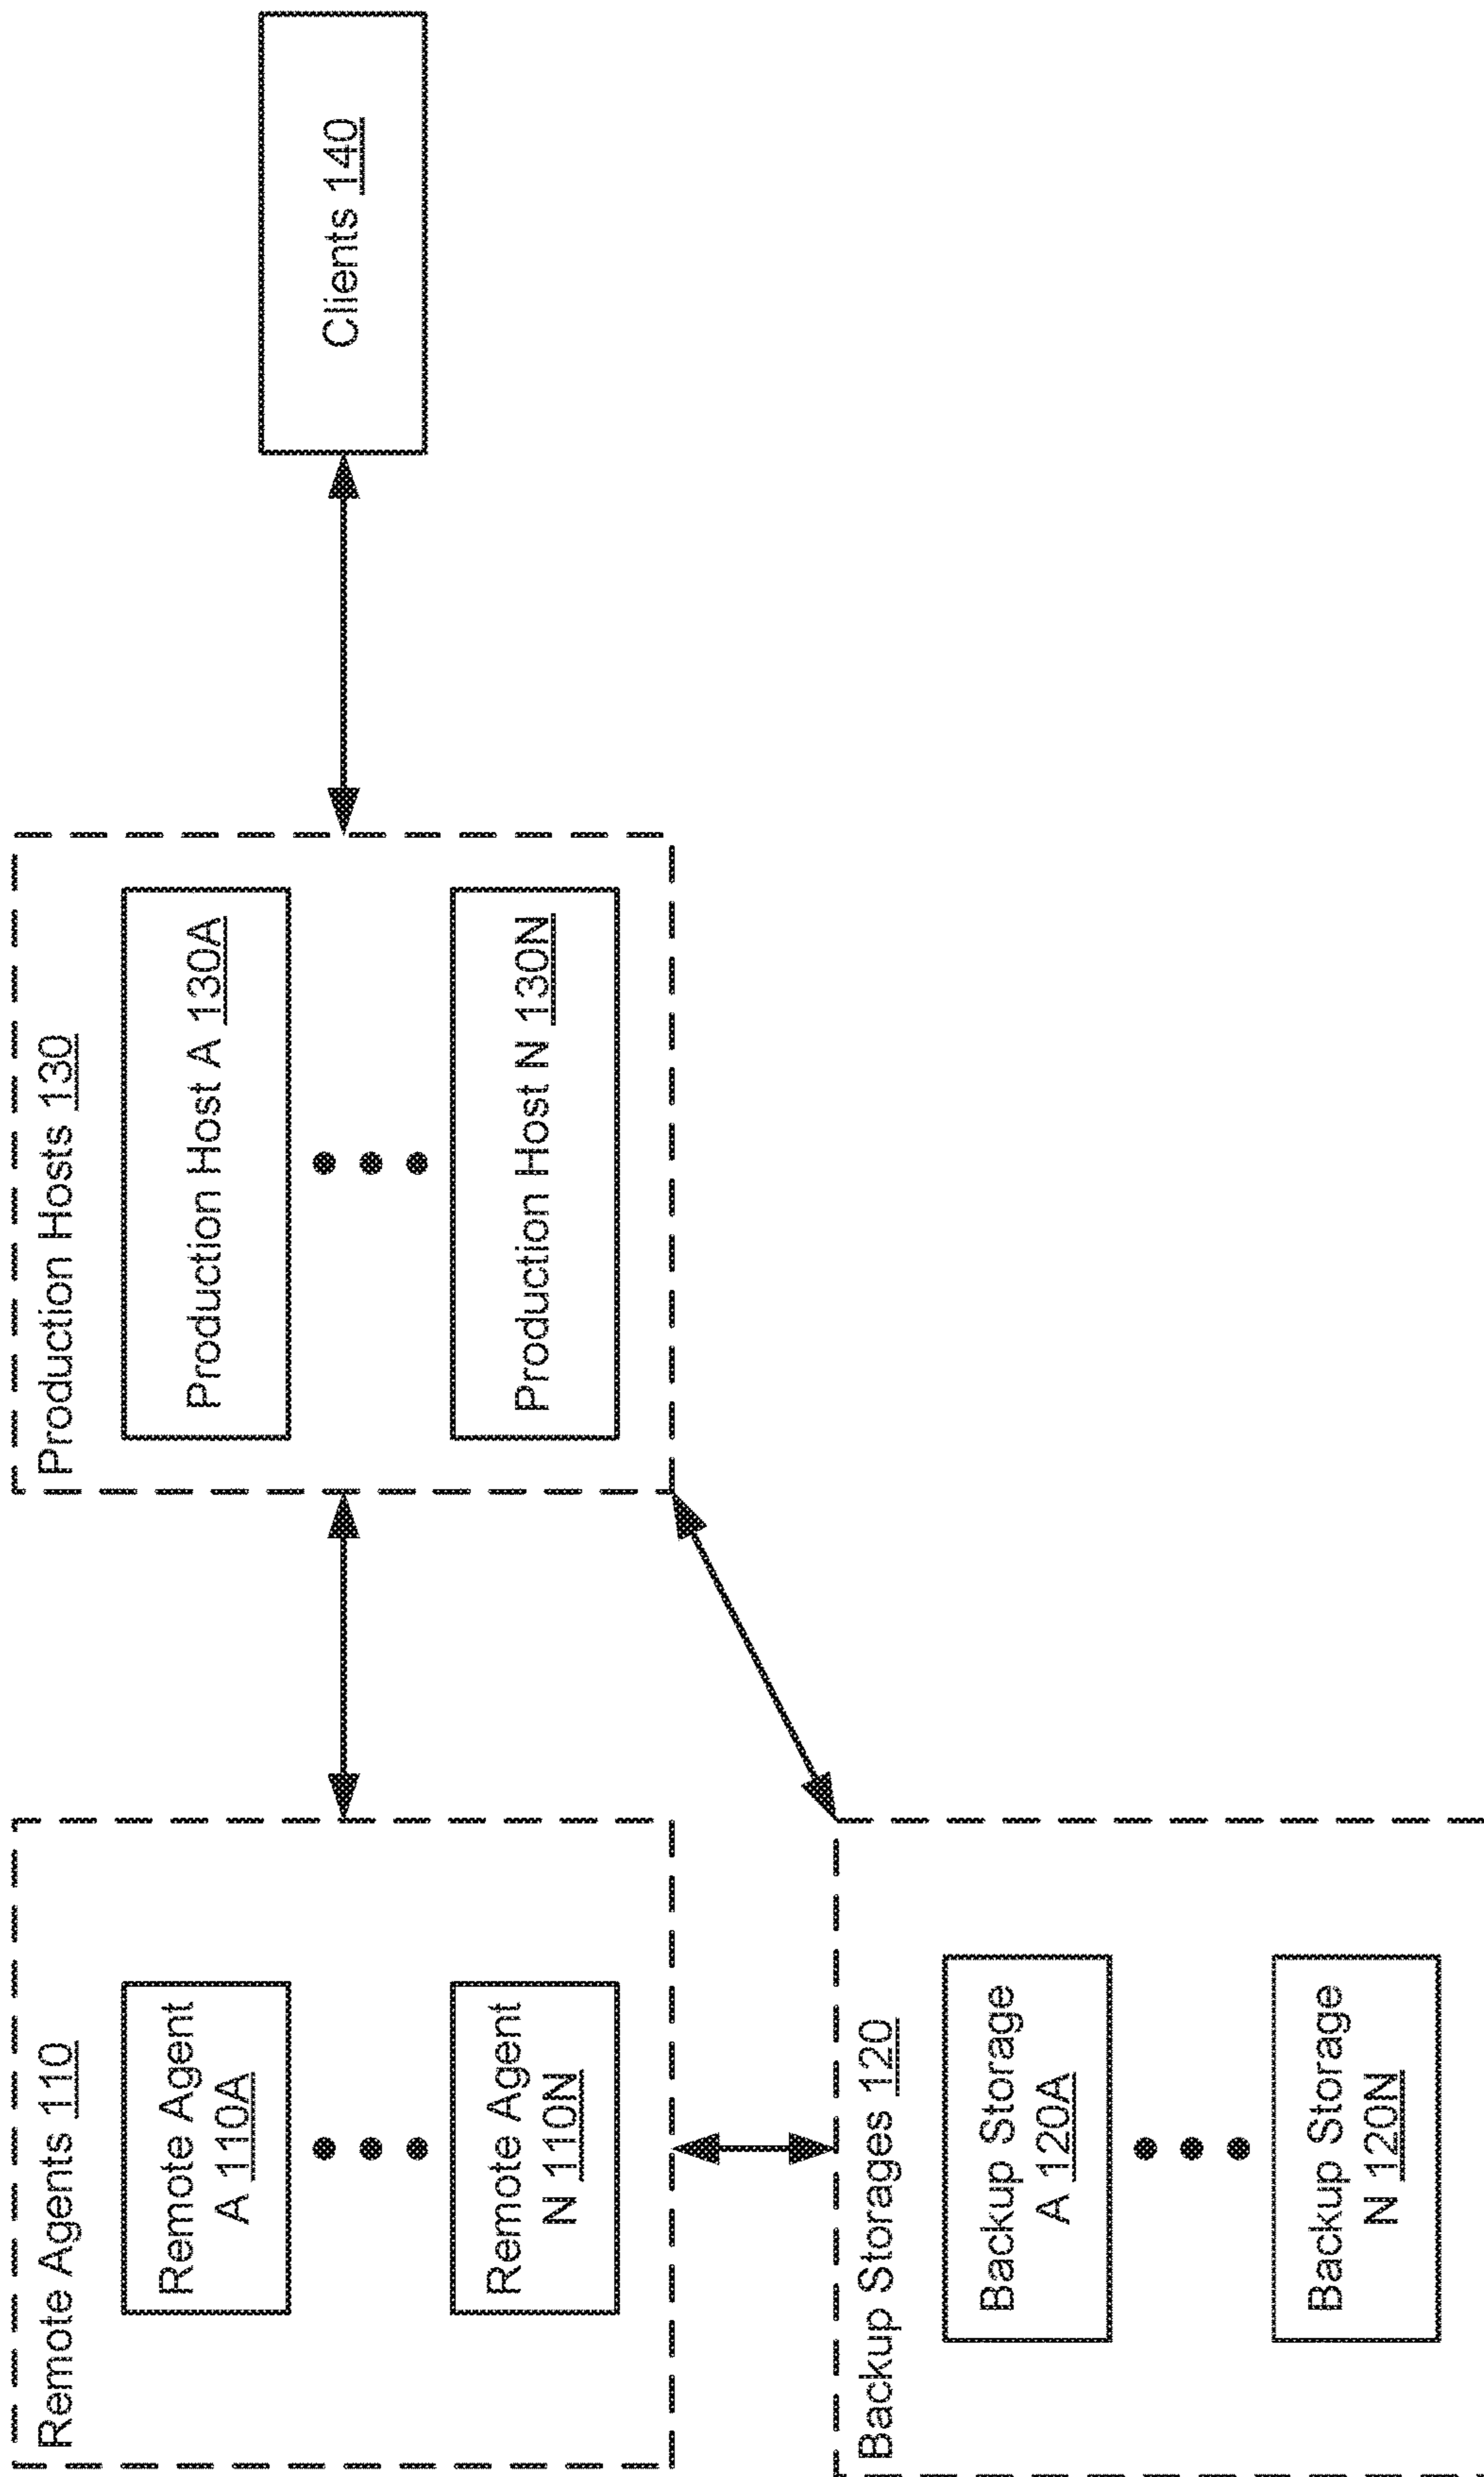 Remote Agents 110
Remote Agent
A 110A
Remote Agent
N 110N
Production Hosts 130
Production Host A 130A
Production Host N 130N
Clients 140
Backup Storages 120
Backup Storage
A 120A
Backup Storage
N 120N